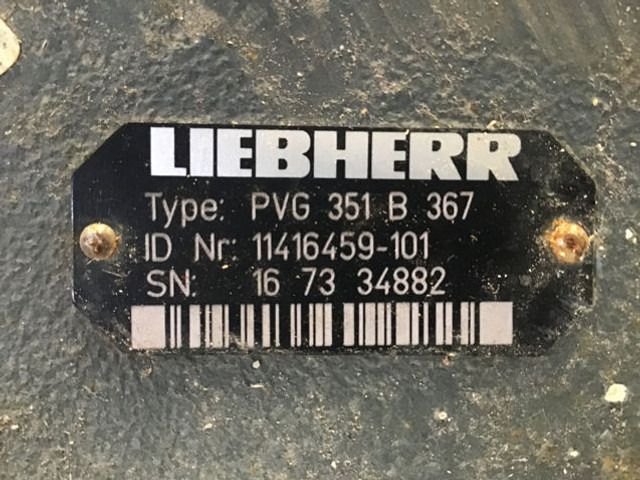 LIEBHERR
Type: PVG 351 B 367
ID Nr: 11416459-101
SN: 16 73 34882